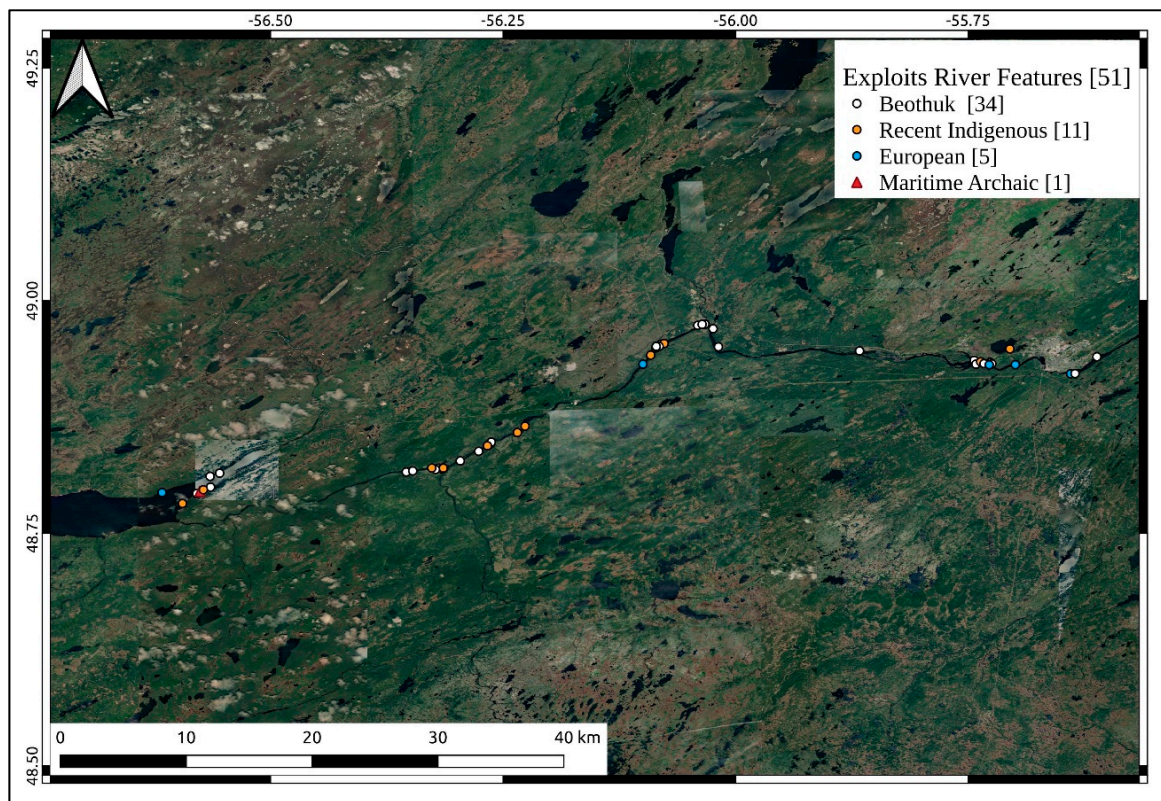 -56.50 -56.25 -56.00 -55.75
49.25
49.00
48.75
48.50
Exploits River Features [51]
Beothuk [34]
Recent Indigenous [11]
European [5]
Maritime Archaic [1]
0 10 20 30 40 km